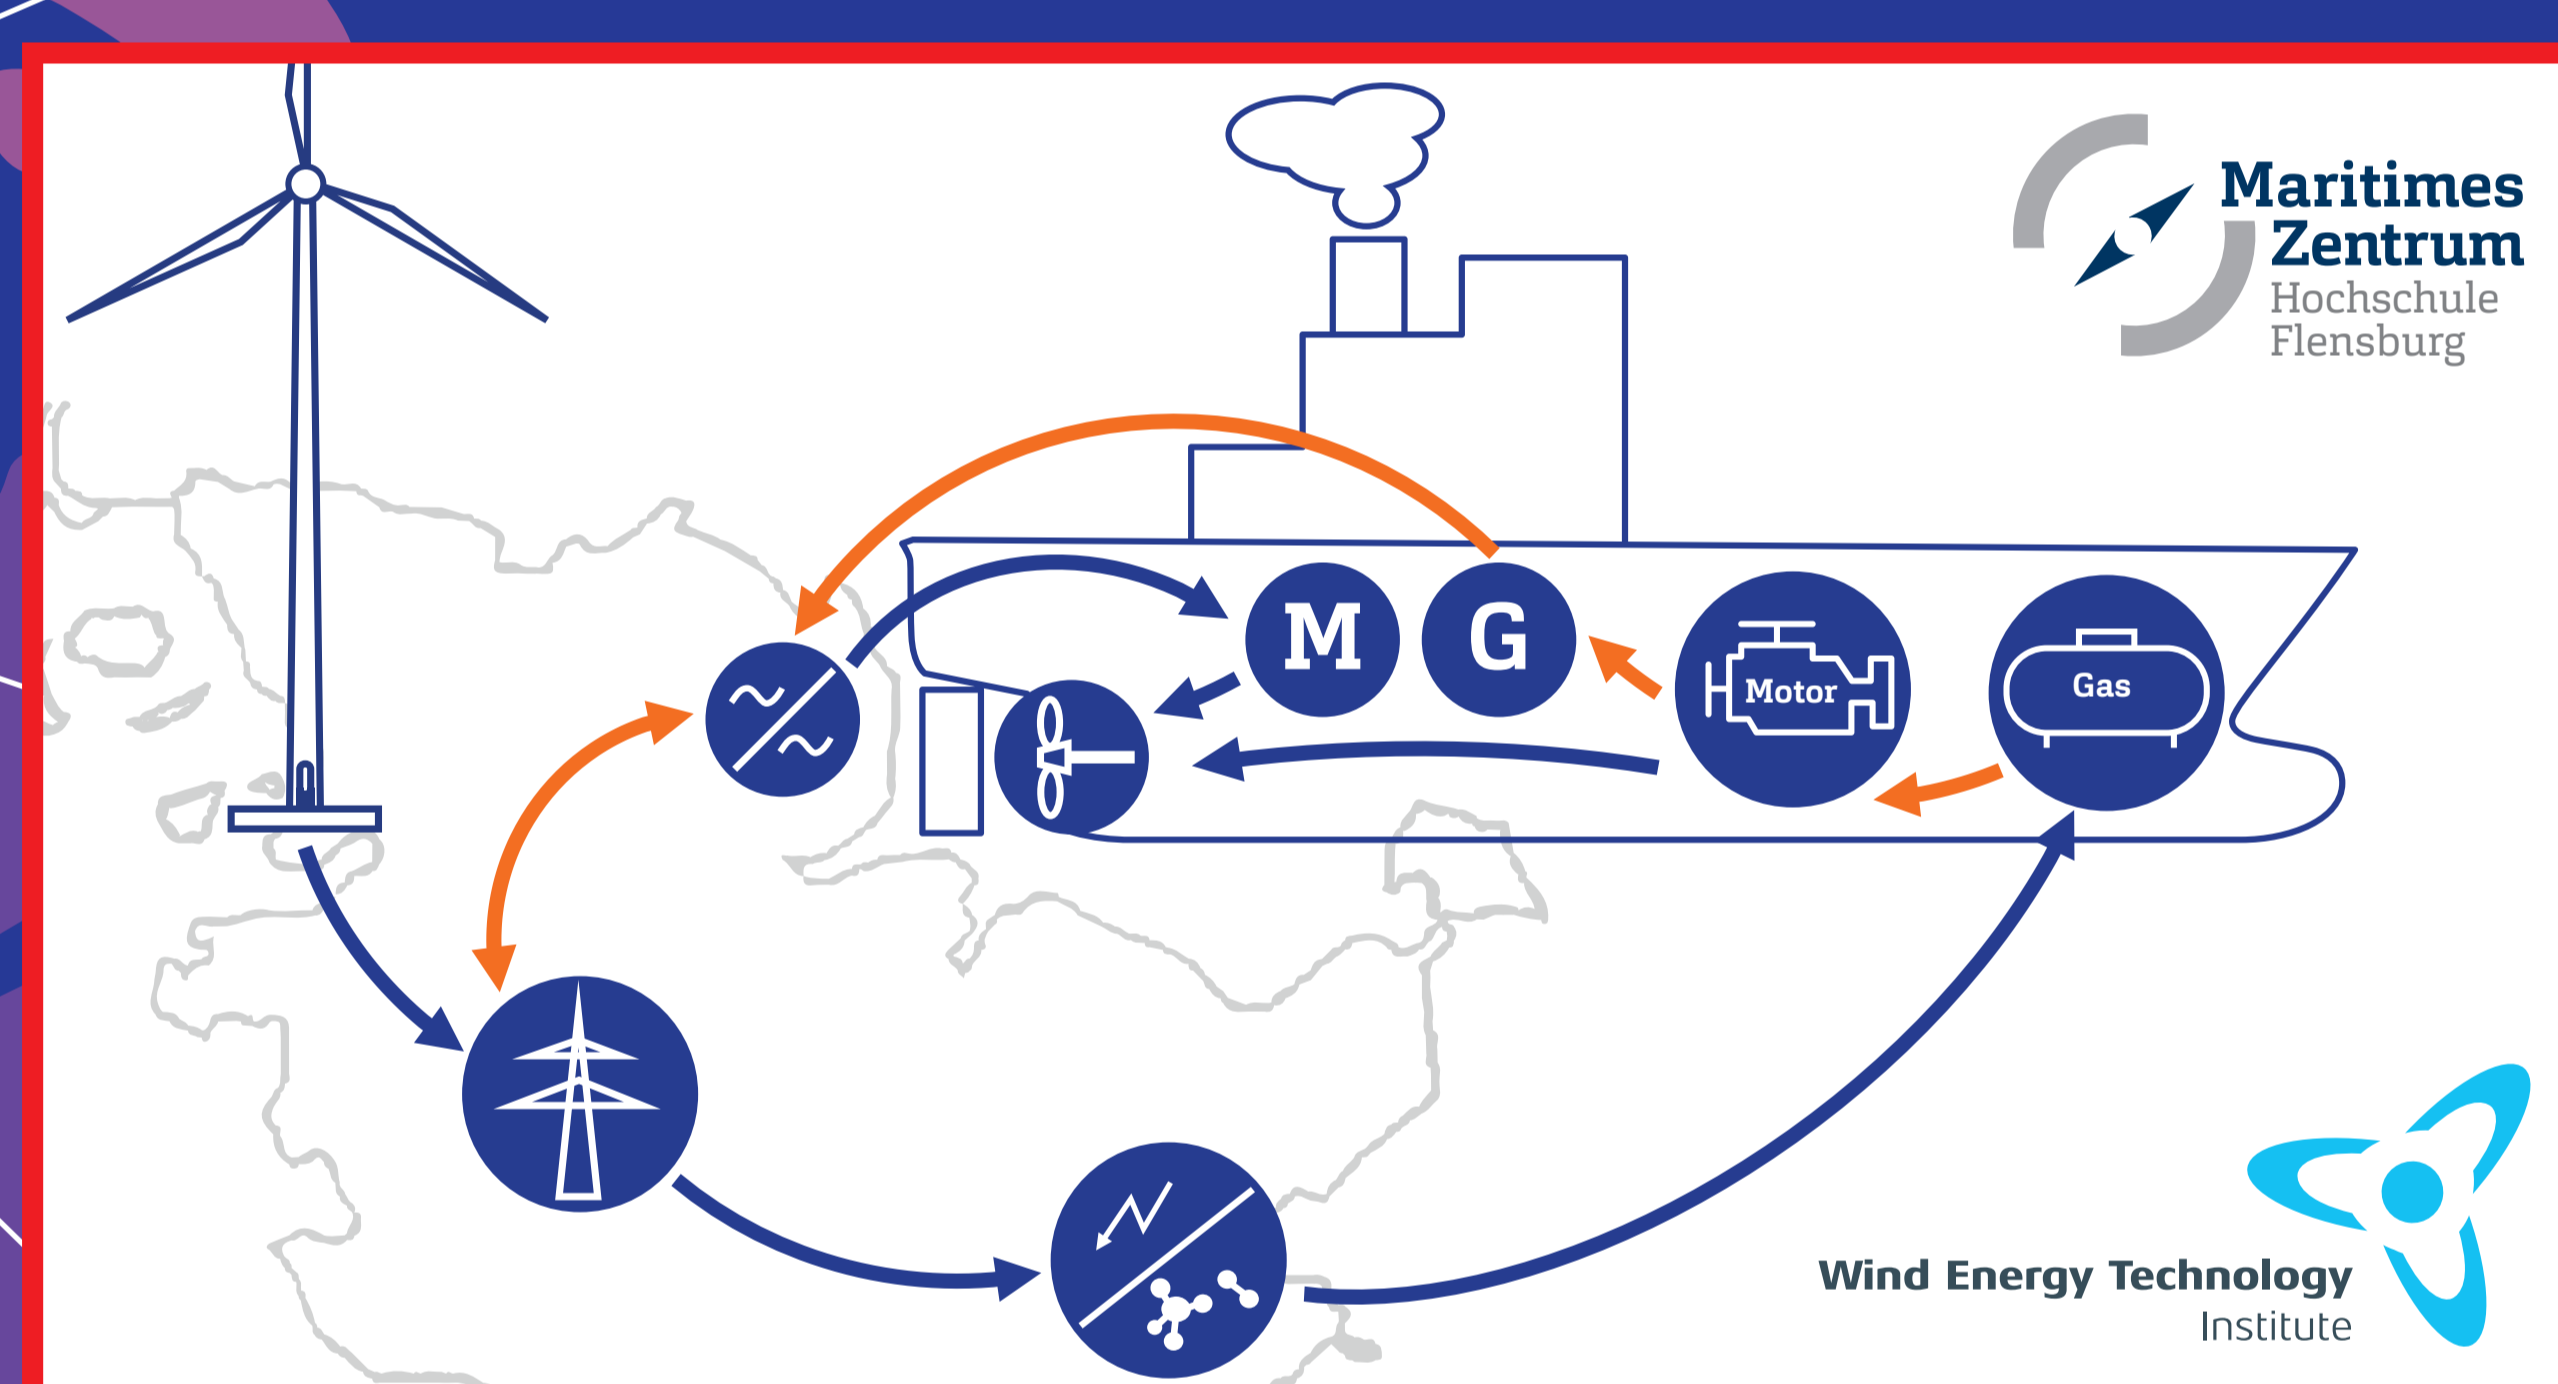 Maritimes
Zentrum
Hochschule
Flensburg
M
G
Motor
Gas
Wind Energy Technology
Institute